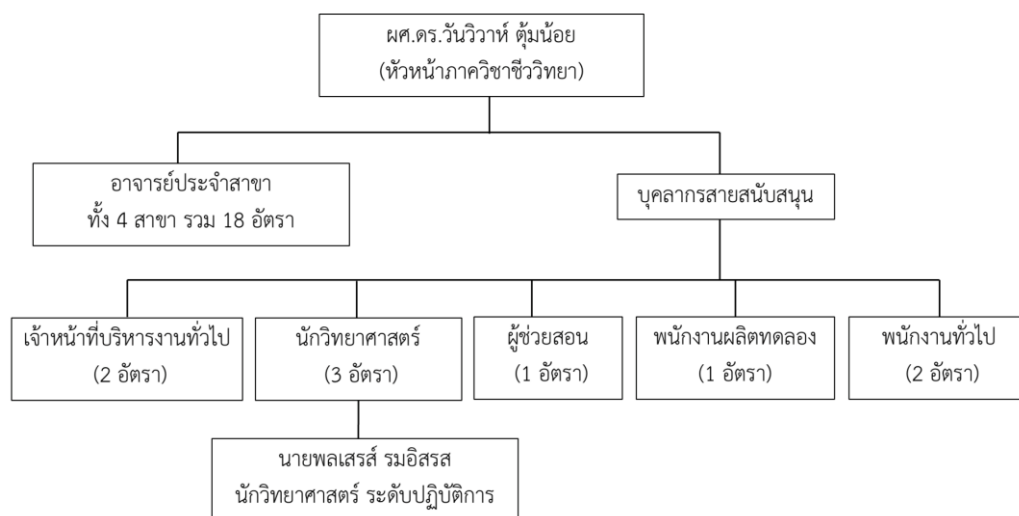 ผศ.ดร.วันวิวาห์ ตุ้มน้อย
(หัวหน้าภาควิชาชีววิทยา)
อาจารย์ประจำสาขา
ทั้ง 4 สาขา รวม 18 อัตรา
บุคลากรสายสนับสนุน
เจ้าหน้าที่บริหารงานทั่วไป
(2 อัตรา)
นักวิทยาศาสตร์
(3 อัตรา)
ผู้ช่วยสอน
(1 อัตรา)
พนักงานผลิตทดลอง
(1 อัตรา)
พนักงานทั่วไป
(2 อัตรา)
นายพลเสรส์ รมอิสรส
นักวิทยาศาสตร์ ระดับปฏิบัติการ